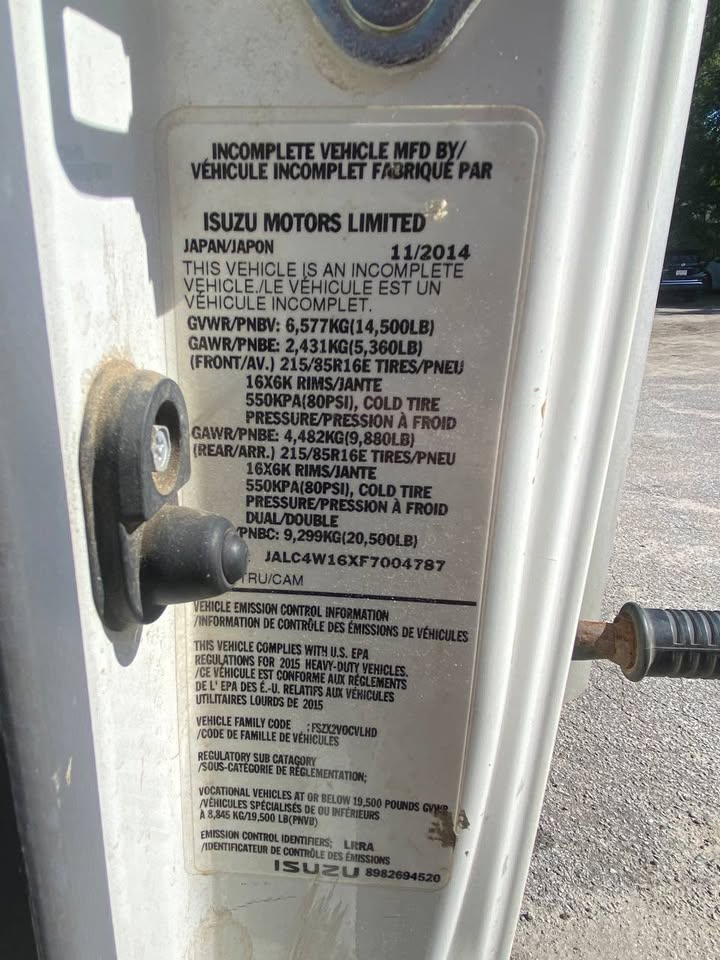 INCOMPLETE VEHICLE MFD BY/
VÉHICULE INCOMPLET FABRIQUÉ PAR
ISUZU MOTORS LIMITED
JAPAN/JAPON 11/2014
THIS VEHICLE IS AN INCOMPLETE
VEHICLE./LE VÉHICULE EST UN
VÉHICULE INCOMPLET.
GVWR/PNBV: 6,577KG(14,500LB)
GAWR/PNBE: 2,431KG(5,360LB)
(FRONT/AV.) 215/85R16E TIRES/PNEU
16X6K RIMS/JANTE
550KPA(80PSI), COLD TIRE
PRESSURE/PRESSION À FROID
GAWR/PNBE: 4,482KG(9,880LB)
(REAR/ARR.) 215/85R16E TIRES/PNEU
16X6K RIMS/JANTE
550KPA(80PSI), COLD TIRE
PRESSURE/PRESSION À FROID
DUAL/DOUBLE
/PNBC: 9,299KG(20,500LB)
: JALC4W16XF7004787
TRU/CAM
VEHICLE EMISSION CONTROL INFORMATION
/INFORMATION DE CONTRÔLE DES ÉMISSIONS DE VÉHICULES
THIS VEHICLE COMPLIES WITH U.S. EPA
REGULATIONS FOR 2015 HEAVY-DUTY VEHICLES.
/CE VÉHICULE EST CONFORME AUX RÈGLEMENTS
DE L' EPA DES É.-U. RELATIFS AUX VÉHICULES
UTILITAIRES LOURDS DE 2015
VEHICLE FAMILY CODE : FSZX2VOCVLHD
/CODE DE FAMILLE DE VÉHICULES
REGULATORY SUB CATAGORY
/SOUS-CATÉGORIE DE RÉGLEMENTATION;
VOCATIONAL VEHICLES AT OR BELOW 19,500 POUNDS GVWR
/VÉHICULES SPÉCIALISÉS DE OU INFÉRIEURS
À 8,845 KG/19,500 LB(PNVB)
EMISSION CONTROL IDENTIFIERS; LRRA
/IDENTIFICATEUR DE CONTRÔLE DES ÉMISSIONS
ISUZU 8982694520